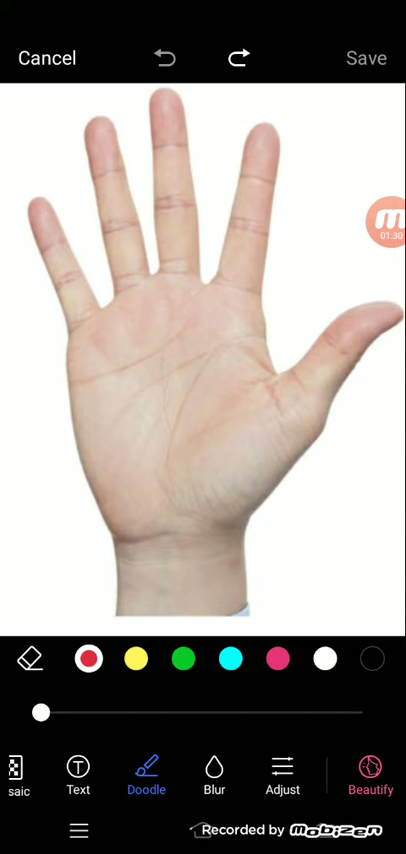 Cancel
Save
01:30
saic
Text
Doodle
Blur
Adjust
Beautify
Recorded by MOBIZEN